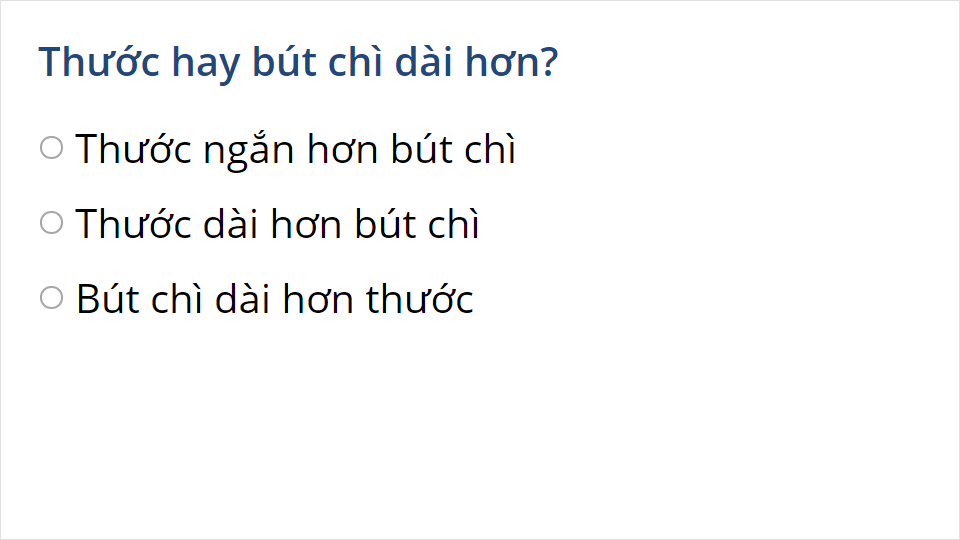 Thước hay bút chì dài hơn?
Thước ngắn hơn bút chì
Thước dài hơn bút chì
Bút chì dài hơn thước